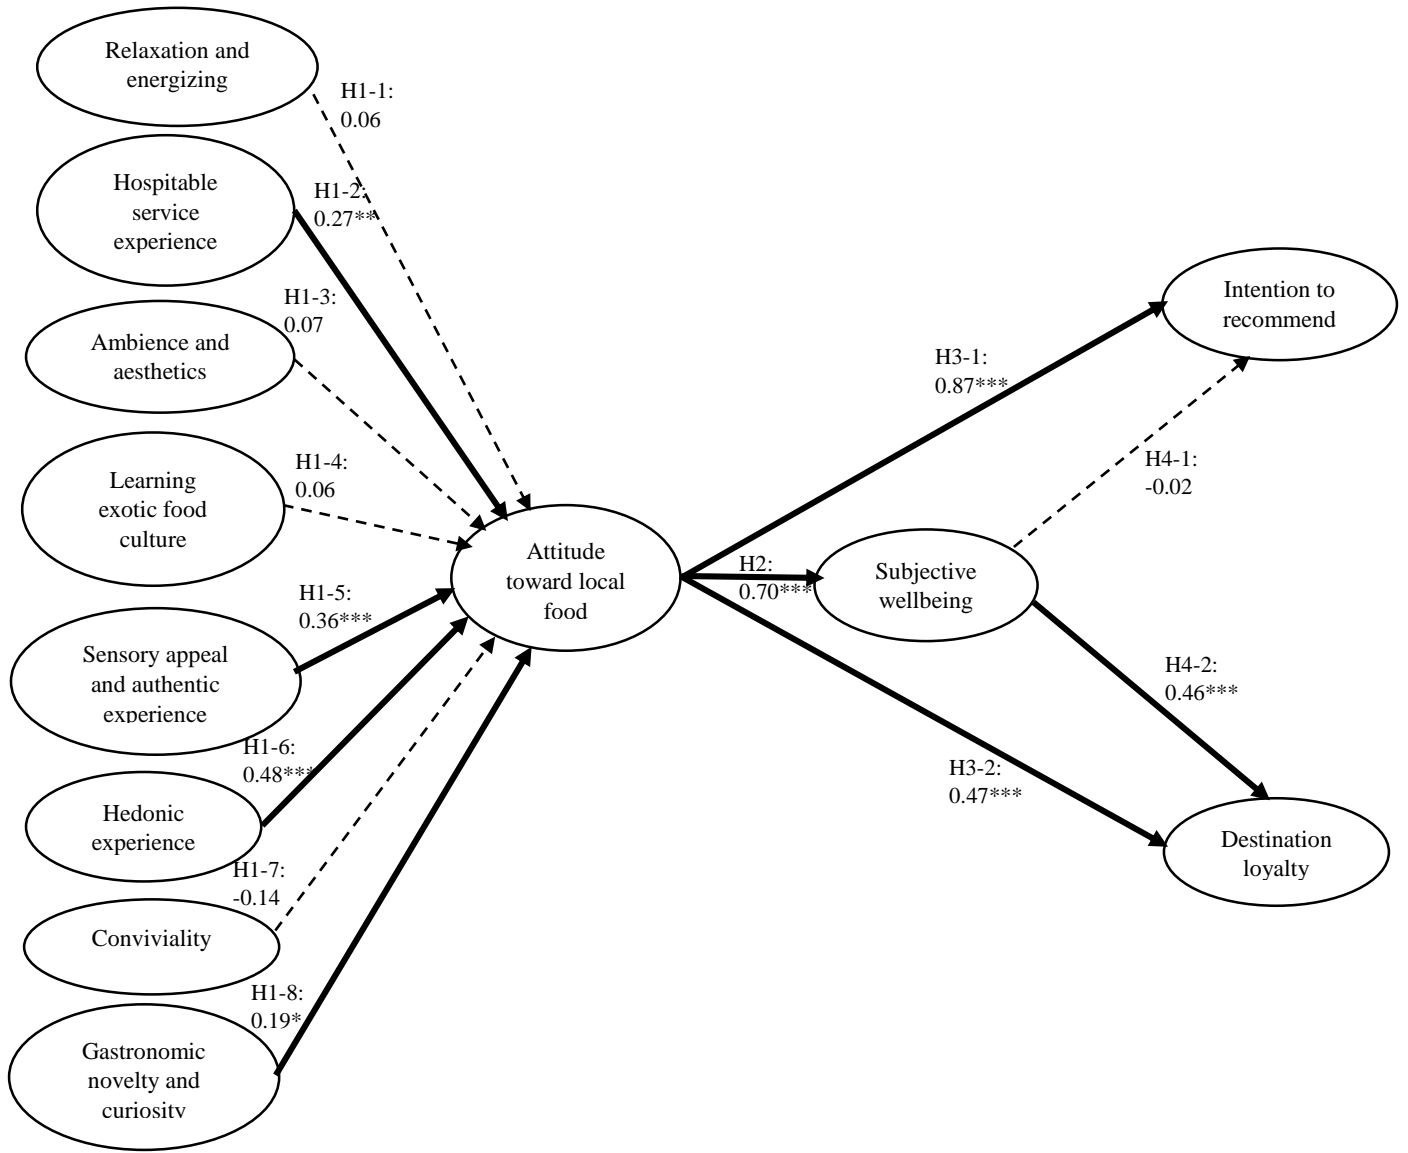 Relaxation and
energizing
H1-1:
0.06
Hospitable
service
experience
H1-2:
0.27**
Ambience and
aesthetics
H1-3:
0.07
Learning
exotic food
culture
H1-4:
0.06
Sensory appeal
and authentic
experience
H1-5:
0.36***
Hedonic
experience
H1-6:
0.48***
Conviviality
H1-7:
-0.14
Gastronomic
novelty and
curiosity
H1-8:
0.19*
Attitude
toward local
food
H2:
0.70***
Subjective
wellbeing
H3-1:
0.87***
Intention to
recommend
H4-1:
-0.02
H4-2:
0.46***
H3-2:
0.47***
Destination
loyalty